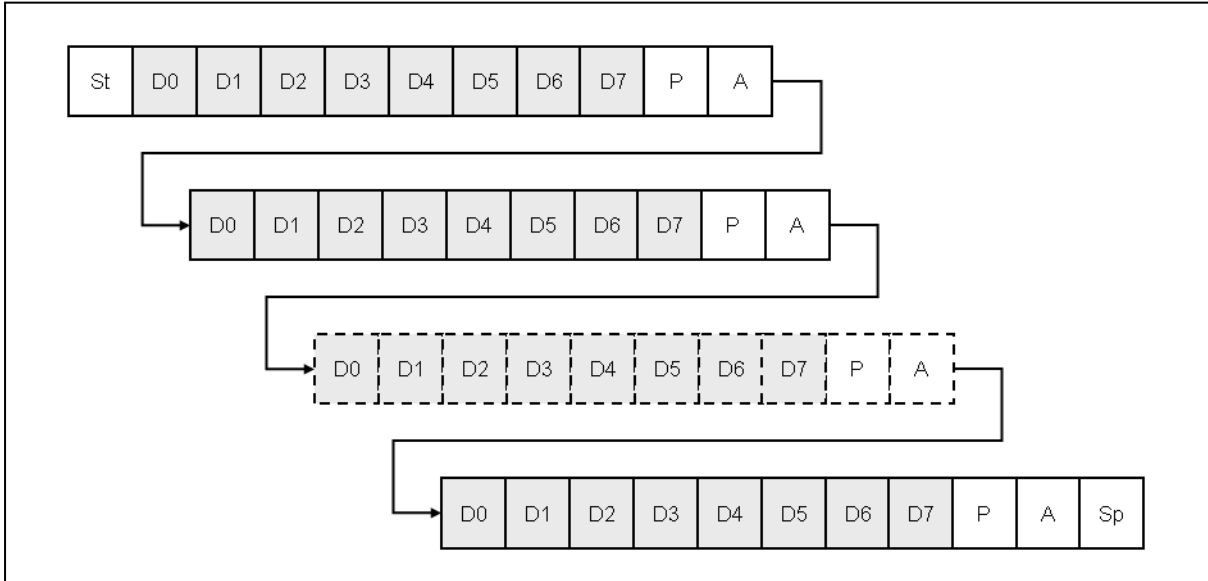 St D0 D1 D2 D3 D4 D5 D6 D7 P A
D0 D1 D2 D3 D4 D5 D6 D7 P A
D0 D1 D2 D3 D4 D5 D6 D7 P A
D0 D1 D2 D3 D4 D5 D6 D7 P A Sp